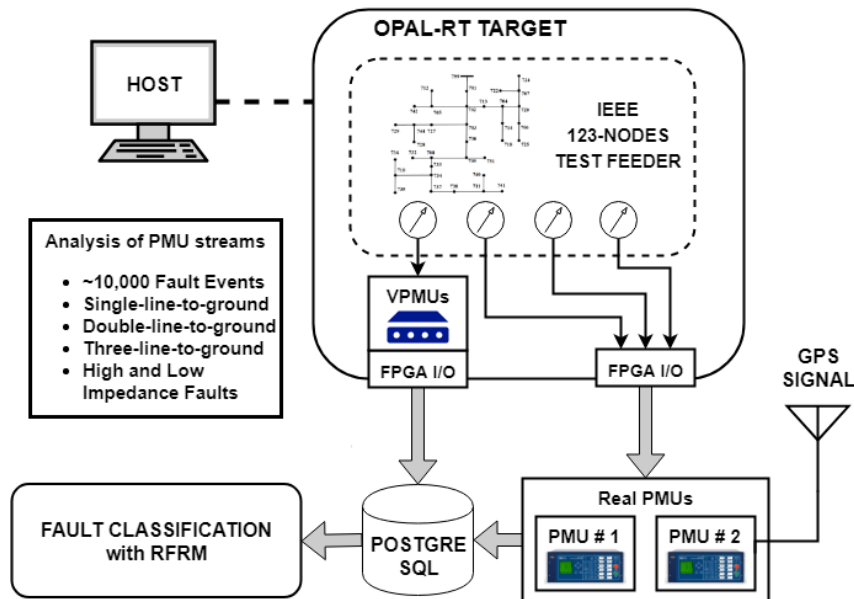 OPAL-RT TARGET
HOST
IEEE
123-NODES
TEST FEEDER
Analysis of PMU streams
• ~10,000 Fault Events
• Single-line-to-ground
• Double-line-to-ground
• Three-line-to-ground
• High and Low
Impedance Faults
VPMUs
FPGA I/O
FPGA I/O
GPS
SIGNAL
Real PMUs
PMU # 1
PMU # 2
POSTGRE
SQL
FAULT CLASSIFICATION
with RFRM